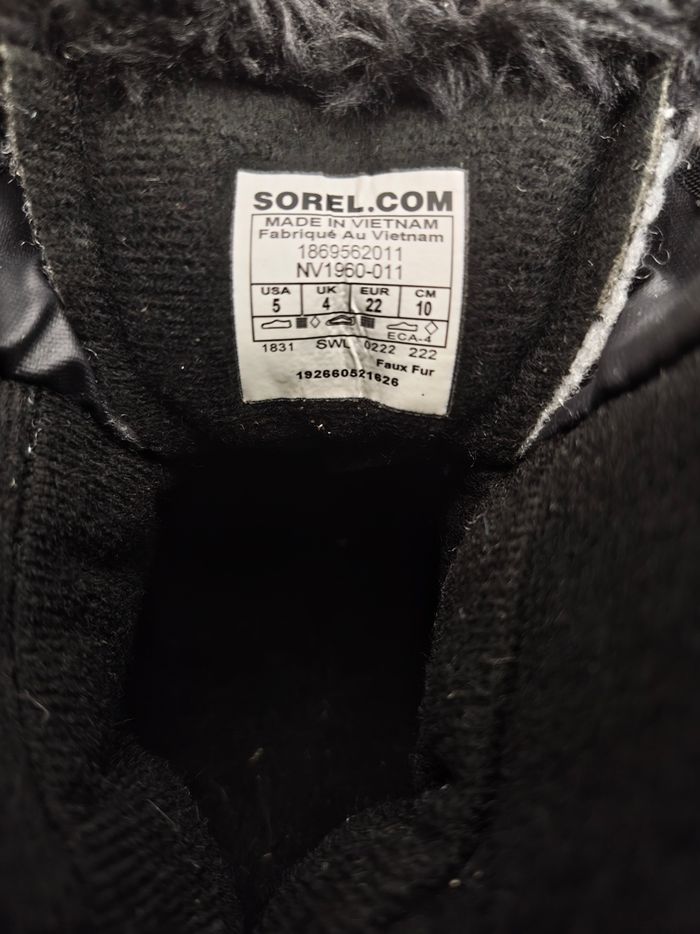 SOREL.COM
MADE IN VIETNAM
Fabriqué Au Vietnam
1869562011
NV1960-011
USA UK EUR CM
5 4 22 10
ECA-4
1831 SWL 0222 222
Faux Fur
192660521626